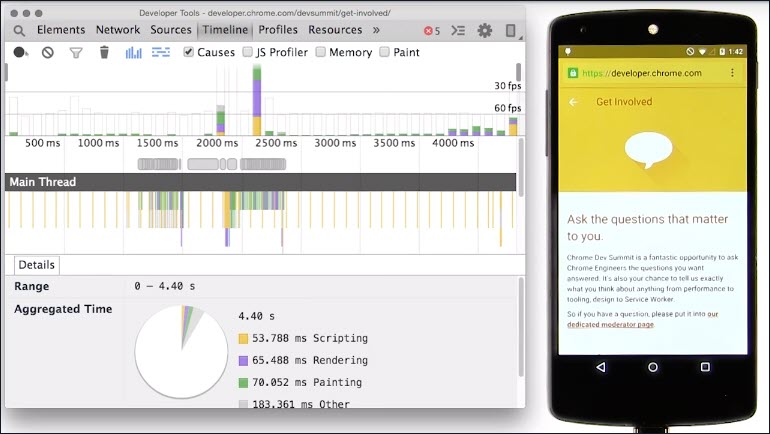 Developer Tools - developer.chrome.com/devsummit/get-involved/
Elements Network Sources Timeline Profiles Resources » 5
Causes JS Profiler Memory Paint
30 fps
60 fps
500 ms 1000 ms 1500 ms 2000 ms 2500 ms 3000 ms 3500 ms 4000 ms
Main Thread
Details
Range 0 – 4.40 s
Aggregated Time
4.40 s
53.788 ms Scripting
65.488 ms Rendering
70.052 ms Painting
183.361 ms Other
1:42
https://developer.chrome.com
Get Involved
Ask the questions that matter
to you.
Chrome Dev Summit is a fantastic opportunity to ask
Chrome Engineers the questions you want
answered. It's also your chance to tell us exactly
what you think about anything from performance to
tooling, design to Service Worker.
So if you have a question, please put it into our
dedicated moderator page